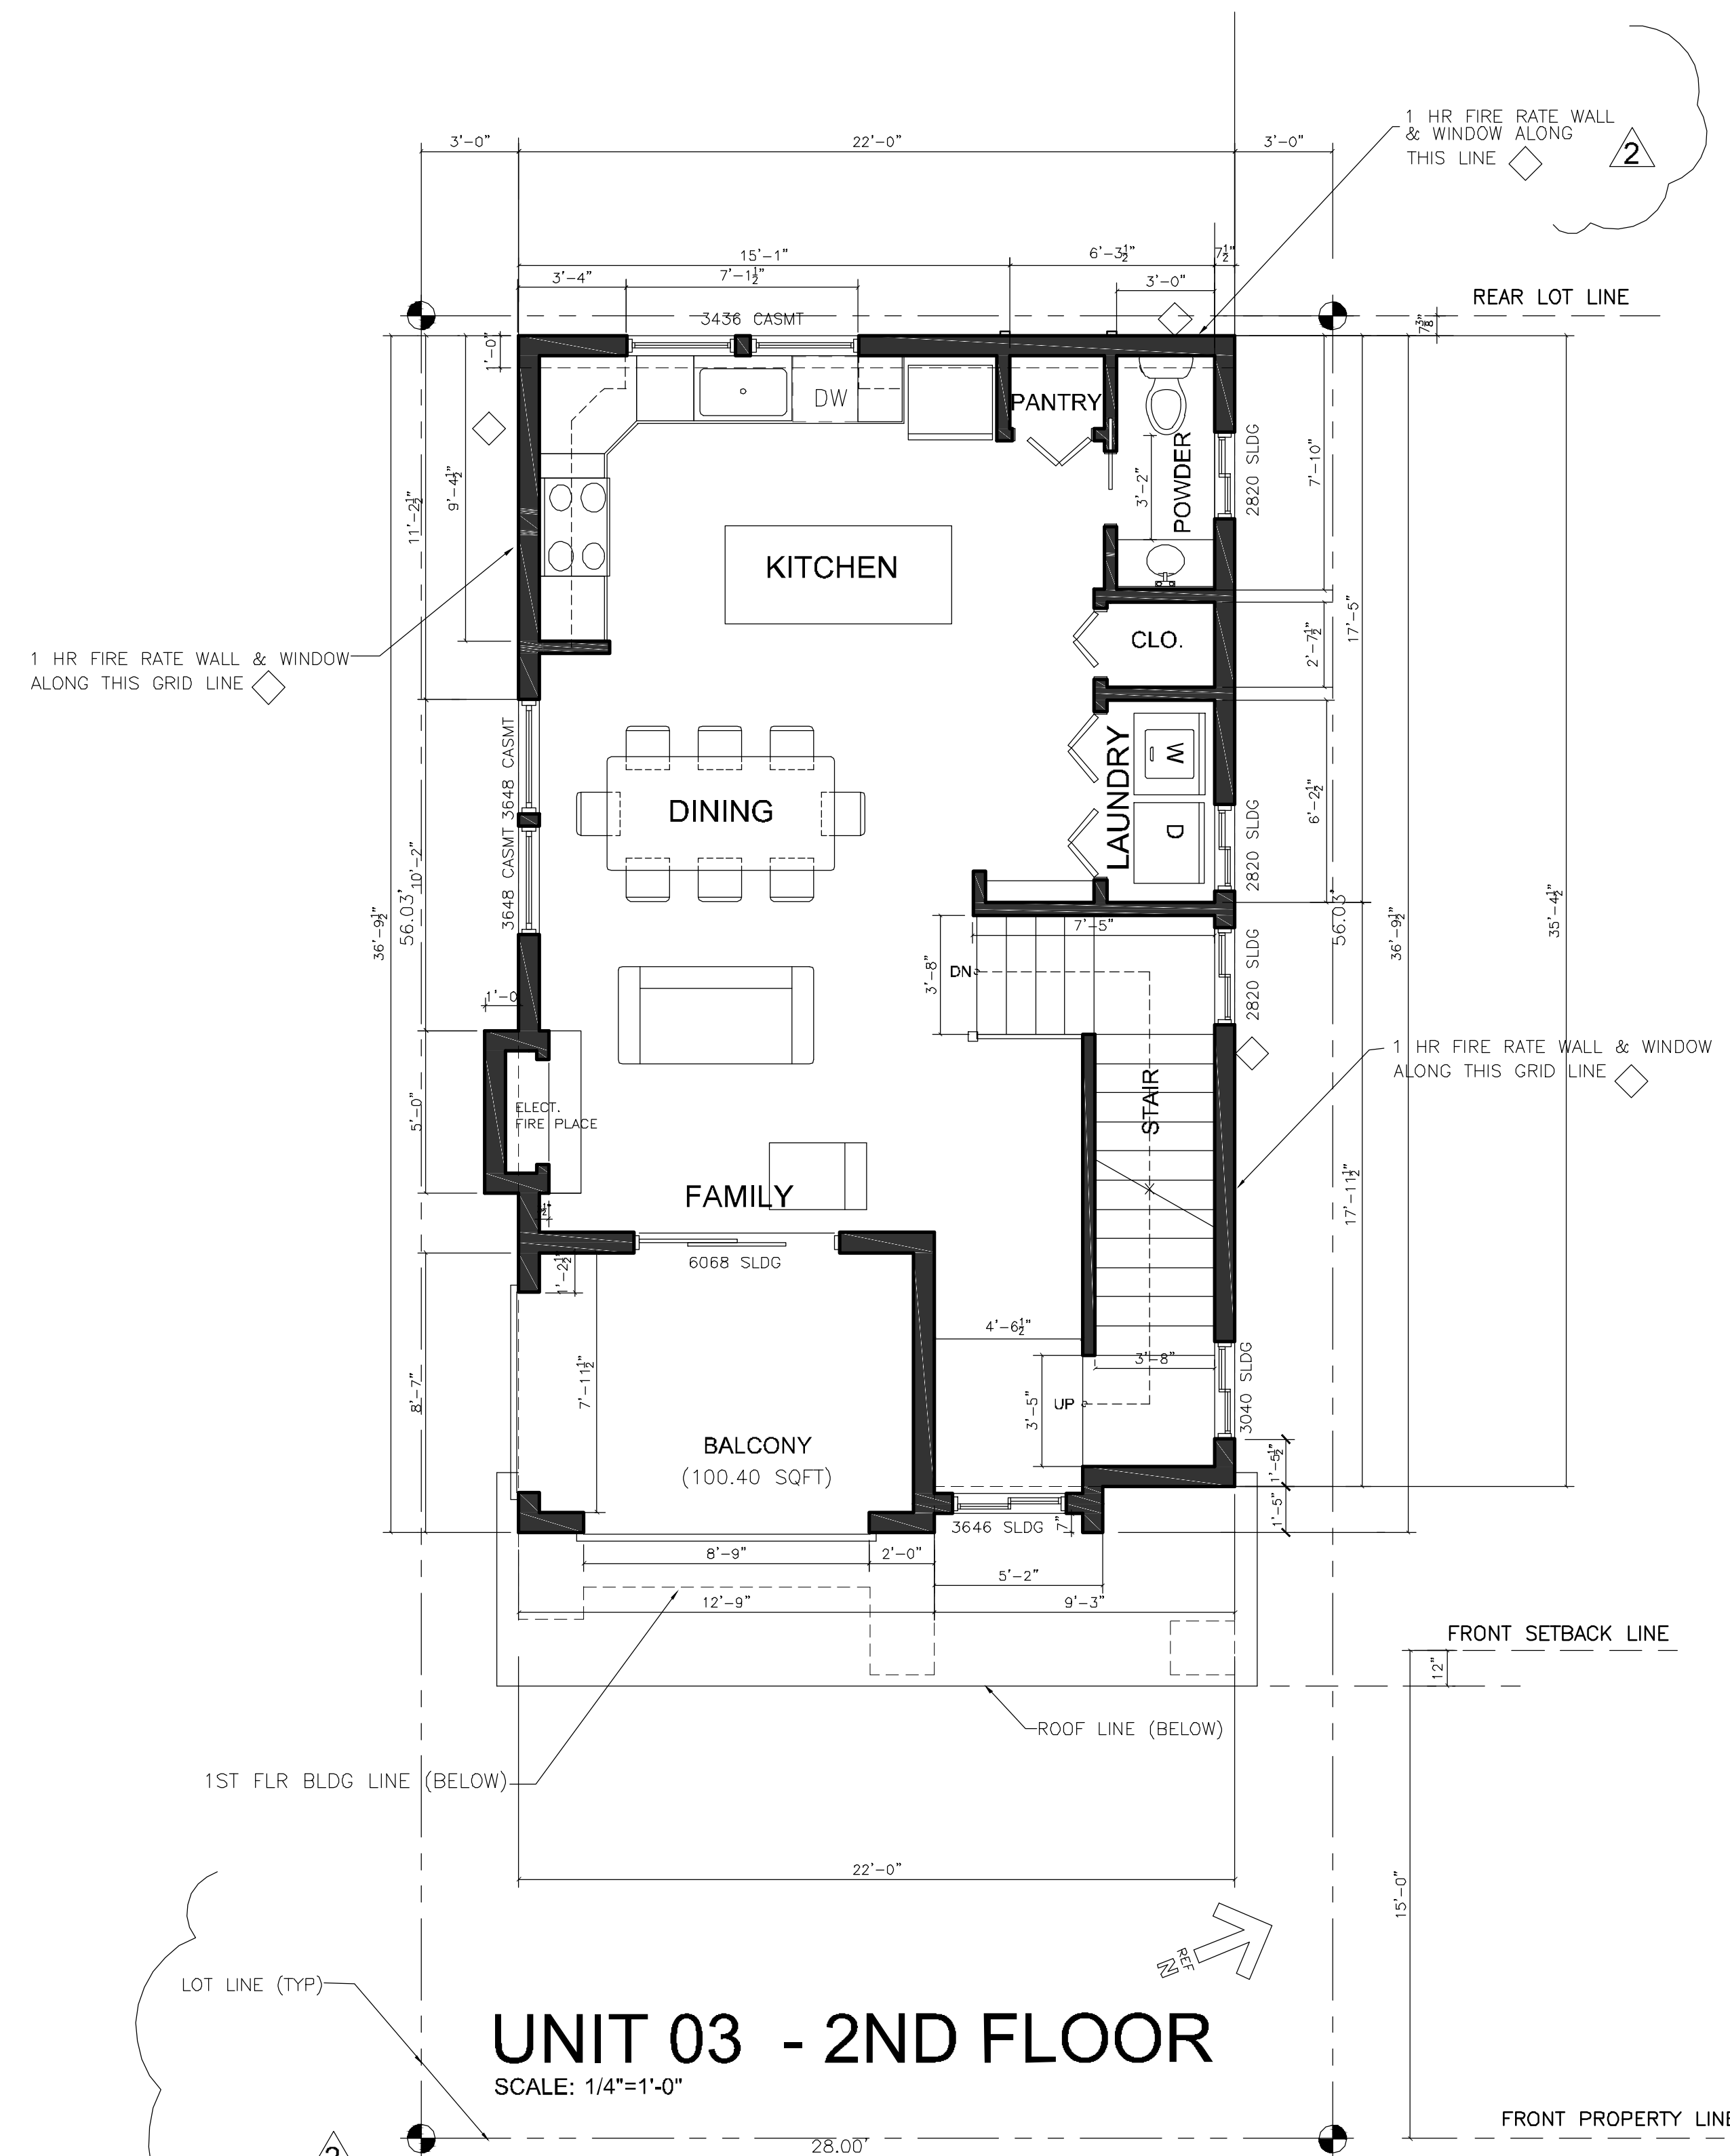 1 HR FIRE RATE WALL
& WINDOW ALONG
THIS LINE
2
3'-0"
22'-0"
3'-0"
15'-1"
6'-3½"
7½"
3'-4"
7'-1½"
3'-0"
REAR LOT LINE
7⅞"
3436 CASMT
1'-0"
DW
PANTRY
POWDER
3'-2"
2820 SLDG
7'-10"
11'-2½"
9'-4½"
KITCHEN
1 HR FIRE RATE WALL & WINDOW
ALONG THIS GRID LINE
CLO.
2'-7½"
17'-5"
3648 CASMT
3648 CASMT
DINING
LAUNDRY
W
D
2820 SLDG
6'-2½"
36'-9½"
56.03'
10'-2"
7'-5"
3'-8"
DN
2820 SLDG
56.03'
36'-9½"
35'-4½"
1'-0
1 HR FIRE RATE WALL & WINDOW
ALONG THIS GRID LINE
5'-0"
ELECT.
FIRE PLACE
STAIR
FAMILY
17'-11½"
6068 SLDG
1'-2½"
4'-6½"
3'-8"
8'-7"
7'-11½"
3'-5"
UP
3040 SLDG
BALCONY
(100.40 SQFT)
1'-5½"
1'-5"
3646 SLDG
7"
8'-9"
2'-0"
5'-2"
12'-9"
9'-3"
FRONT SETBACK LINE
12"
ROOF LINE (BELOW)
1ST FLR BLDG LINE (BELOW)
22'-0"
15'-0"
REF
N
LOT LINE (TYP)
UNIT 03 - 2ND FLOOR
SCALE: 1/4"=1'-0"
FRONT PROPERTY LINE
28.00'
2